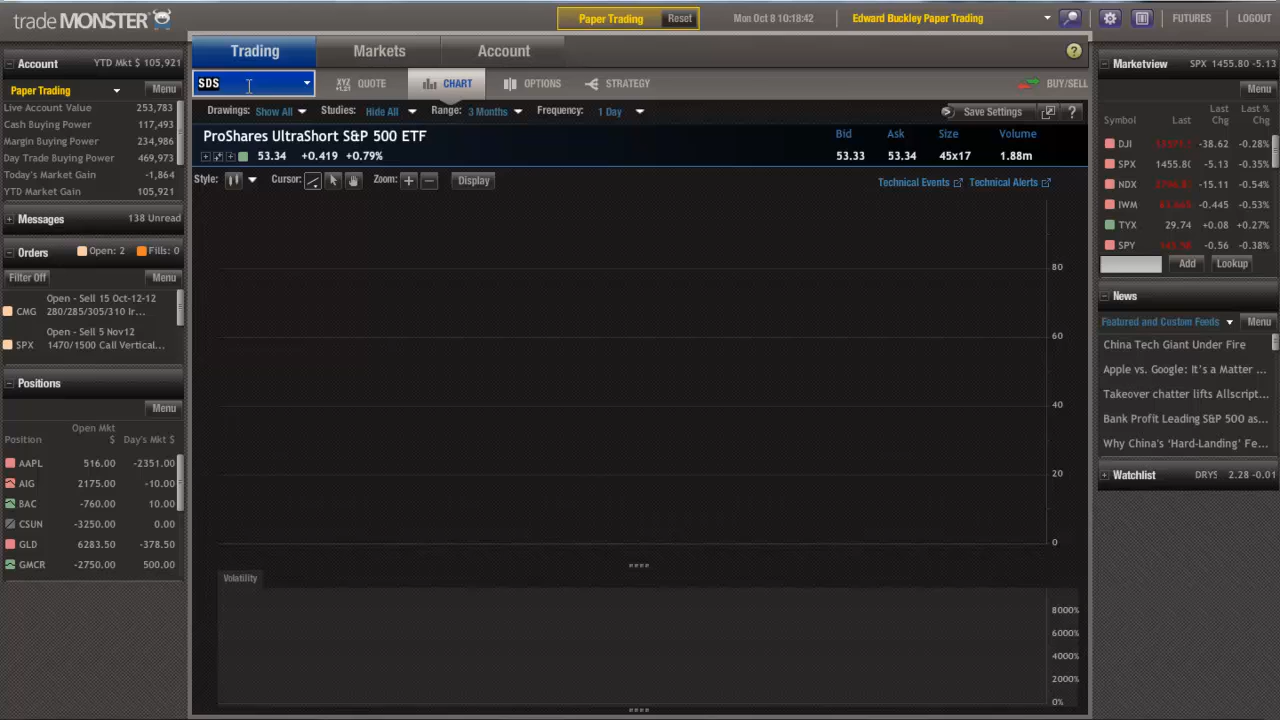 trade MONSTER
Paper Trading
Reset
Mon Oct 8 10:18:42
Edward Buckley Paper Trading
FUTURES
LOGOUT
Account
YTD Mkt $ 105,921
Paper Trading
Menu
Live Account Value 253,783
Cash Buying Power 117,493
Margin Buying Power 234,986
Day Trade Buying Power 469,973
Today's Market Gain -1,864
YTD Market Gain 105,921
Messages 138 Unread
Orders Open: 2 Fills: 0
Filter Off Menu
Open - Sell 15 Oct-12-12
CMG 280/285/305/310 Ir...
Open - Sell 5 Nov12
SPX 1470/1500 Call Vertical...
Positions
Menu
Open Mkt
Position $ Day's Mkt $
AAPL 516.00 -2351.00
AIG 2175.00 -10.00
BAC -760.00 10.00
CSUN -3250.00 0.00
GLD 6283.50 -378.50
GMCR -2750.00 500.00
Trading
Markets
Account
?
SDS
XYZ
QUOTE
CHART
OPTIONS
STRATEGY
BUY/SELL
Drawings: Show All
Studies: Hide All
Range: 3 Months
Frequency: 1 Day
Save Settings
?
ProShares UltraShort S&P 500 ETF
Bid Ask Size Volume
53.34 +0.419 +0.79%
53.33 53.34 45x17 1.88m
Style:
Cursor:
Zoom:
Display
Technical Events
Technical Alerts
80
60
40
20
0
Volatility
8000%
6000%
4000%
2000%
0%
Marketview SPX 1455.80 -5.13
Menu
Last Last %
Symbol Last Chg Chg
DJI -38.62 -0.28%
SPX 1455.8( -5.13 -0.35%
NDX -15.11 -0.54%
IWM -0.445 -0.53%
TYX 29.74 +0.08 +0.27%
SPY -0.56 -0.38%
Add Lookup
News
Featured and Custom Feeds
Menu
China Tech Giant Under Fire
Apple vs. Google: It's a Matter ...
Takeover chatter lifts Allscript...
Bank Profit Leading S&P 500 as...
Why China's 'Hard-Landing' Fe...
Watchlist DRYS 2.28 -0.01